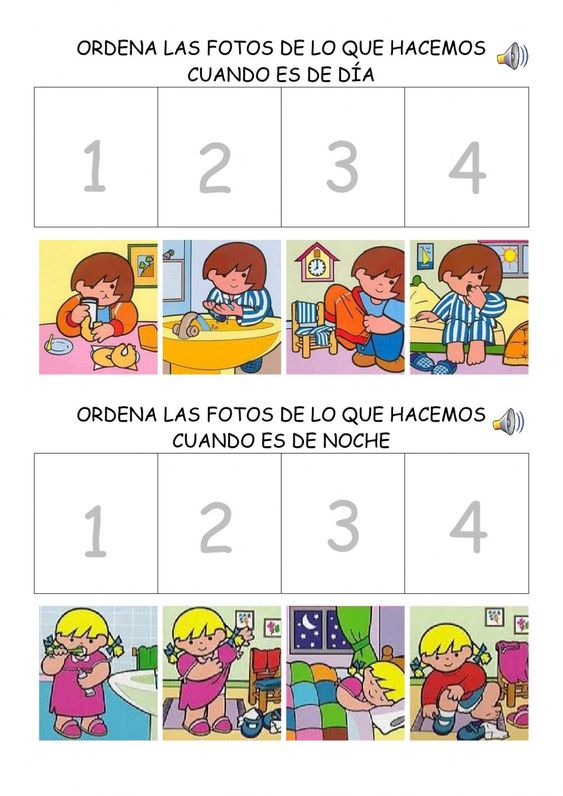 ORDENA LAS FOTOS DE LO QUE HACEMOS
CUANDO ES DE DÍA
1 2 3 4
ORDENA LAS FOTOS DE LO QUE HACEMOS
CUANDO ES DE NOCHE
1 2 3 4